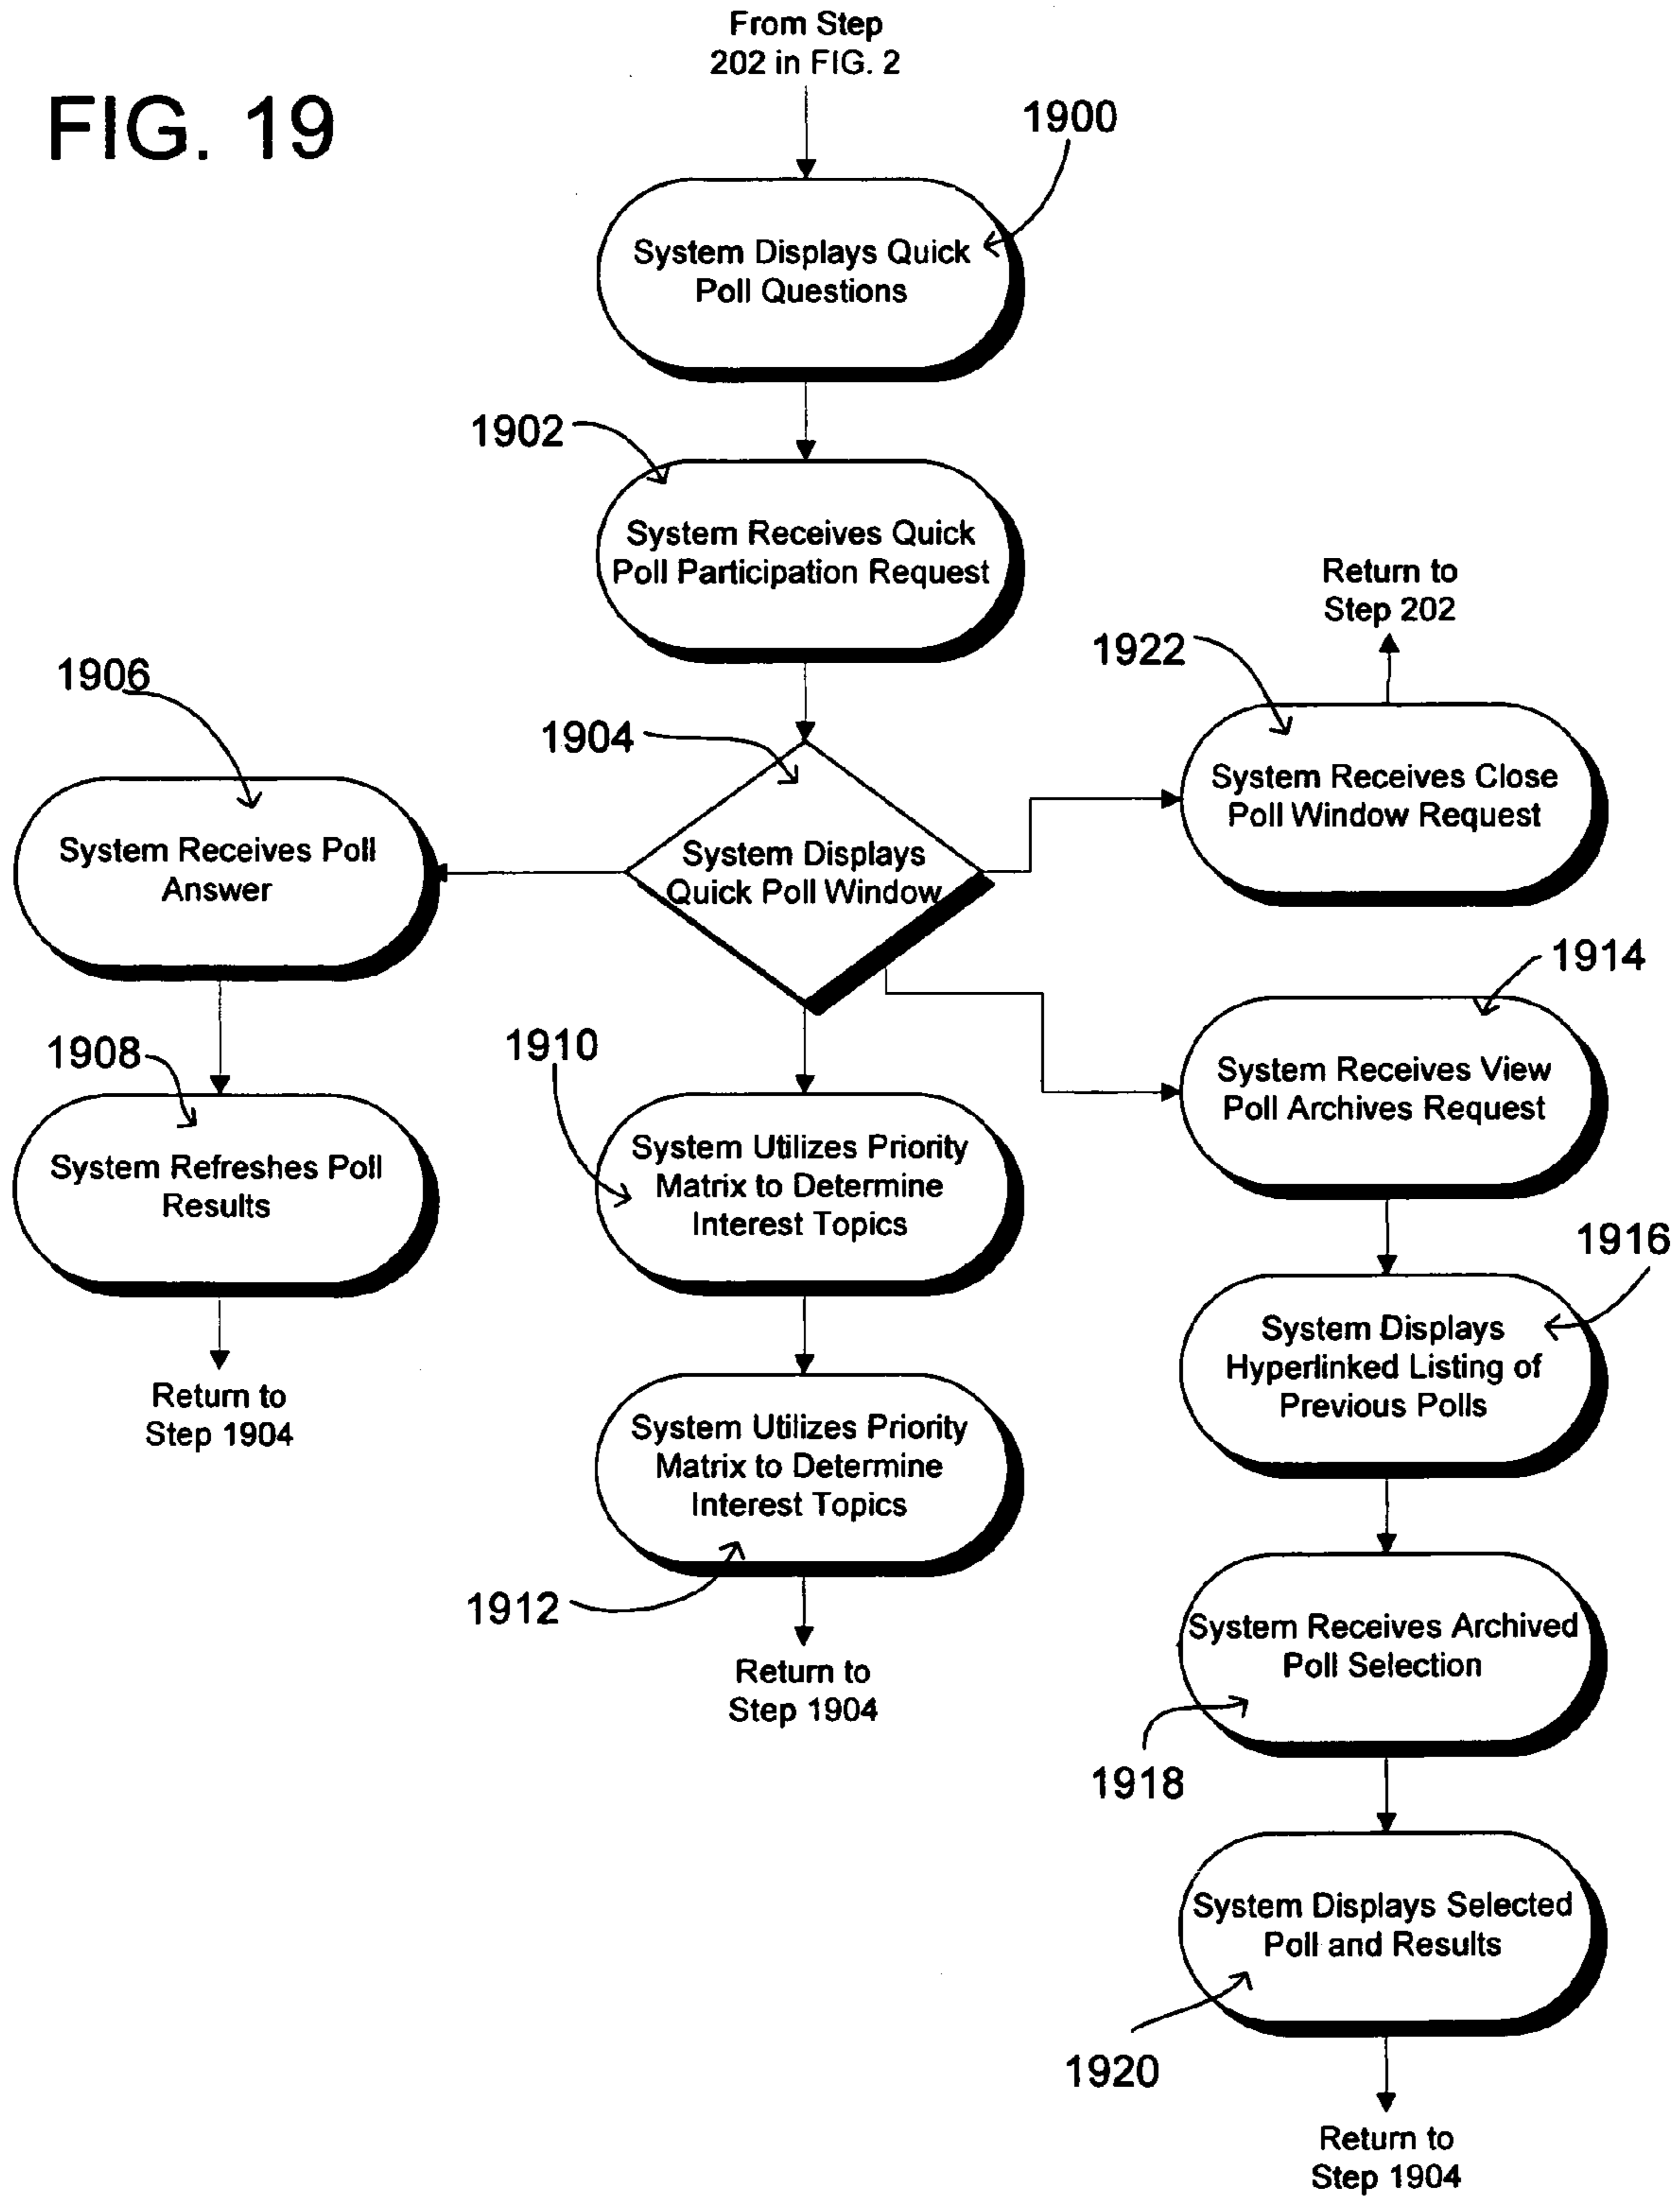 From Step
202 in FIG. 2
FIG. 19
1900
System Displays Quick
Poll Questions
1902
System Receives Quick
Poll Participation Request
Return to
Step 202
1922
1906
1904
System Receives Close
Poll Window Request
System Receives Poll
Answer
System Displays
Quick Poll Window
1914
1908
1910
System Receives View
Poll Archives Request
System Refreshes Poll
Results
System Utilizes Priority
Matrix to Determine
Interest Topics
1916
System Displays
Hyperlinked Listing of
Previous Polls
Return to
Step 1904
System Utilizes Priority
Matrix to Determine
Interest Topics
1912
System Receives Archived
Poll Selection
Return to
Step 1904
1918
System Displays Selected
Poll and Results
1920
Return to
Step 1904